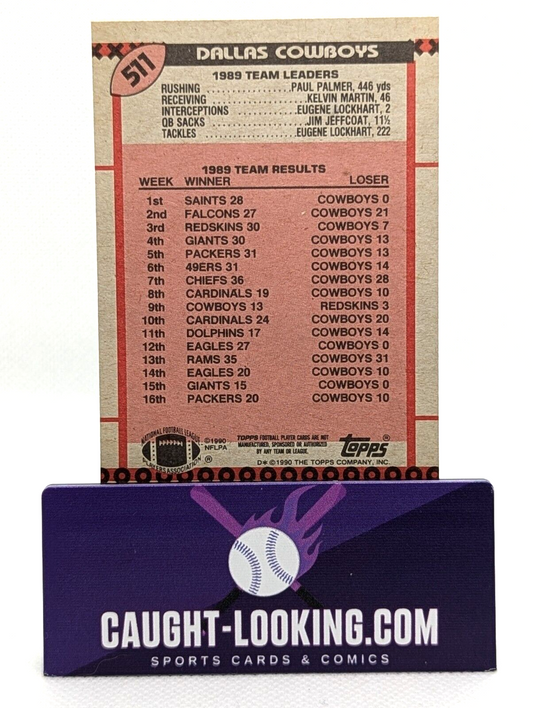 511
DALLAS COWBOYS
1989 TEAM LEADERS
RUSHING ................PAUL PALMER, 446 yds
RECEIVING ....................KELVIN MARTIN, 46
INTERCEPTIONS .......EUGENE LOCKHART, 2
QB SACKS ....................JIM JEFFCOAT, 11½
TACKLES ..................EUGENE LOCKHART, 222
1989 TEAM RESULTS
WEEK WINNER LOSER
1st SAINTS 28 COWBOYS 0
2nd FALCONS 27 COWBOYS 21
3rd REDSKINS 30 COWBOYS 7
4th GIANTS 30 COWBOYS 13
5th PACKERS 31 COWBOYS 13
6th 49ERS 31 COWBOYS 14
7th CHIEFS 36 COWBOYS 28
8th CARDINALS 19 COWBOYS 10
9th COWBOYS 13 REDSKINS 3
10th CARDINALS 24 COWBOYS 20
11th DOLPHINS 17 COWBOYS 14
12th EAGLES 27 COWBOYS 0
13th RAMS 35 COWBOYS 31
14th EAGLES 20 COWBOYS 10
15th GIANTS 15 COWBOYS 0
16th PACKERS 20 COWBOYS 10
NATIONAL FOOTBALL LEAGUE
PLAYERS ASSOCIATION
®
©1990
NFLPA
TOPPS FOOTBALL PLAYER CARDS ARE NOT
MANUFACTURED, SPONSORED OR AUTHORIZED
BY ANY TEAM OR LEAGUE.
topps®
D* ©1990 THE TOPPS COMPANY, INC.
CAUGHT-LOOKING.COM
SPORTS CARDS & COMICS